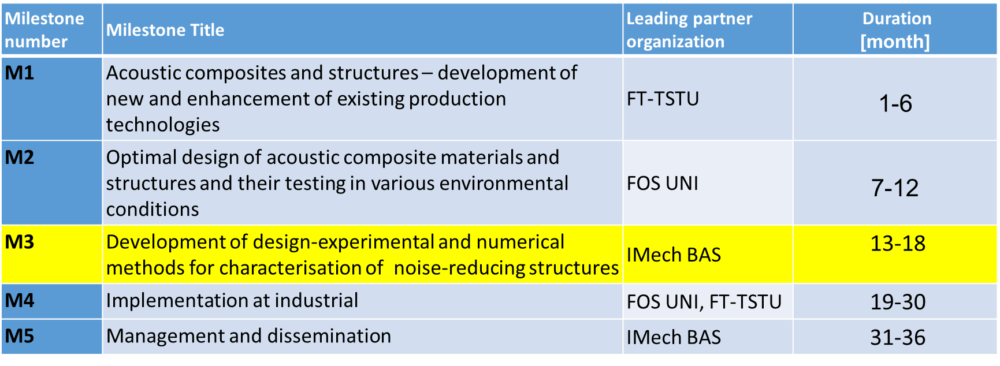 Milestone number
Milestone Title
Leading partner organization
Duration [month]
M1
Acoustic composites and structures – development of
new and enhancement of existing production
technologies
FT-TSTU
1-6
M2
Optimal design of acoustic composite materials and
structures and their testing in various environmental
conditions
FOS UNI
7-12
M3
Development of design-experimental and numerical
methods for characterisation of  noise-reducing structures
IMech BAS
13-18
M4
Implementation at industrial
FOS UNI, FT-TSTU
19-30
M5
Management and dissemination
IMech BAS
31-36